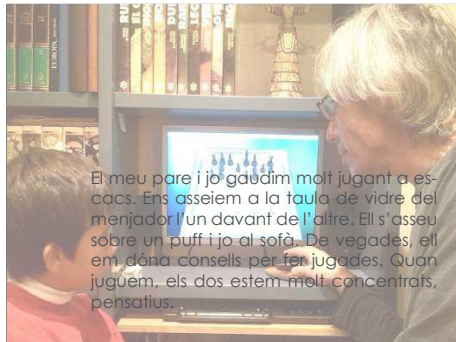 El meu pare i jo gaudim molt jugant a es-
cacs. Ens asseiem a la taula de vidre del
menjador l'un davant de l'altre. Ell s'asseu
sobre un puff i jo al sofà. De vegades, ell
em dóna consells per fer jugades. Quan
juguem, els dos estem molt concentrats,
pensatius.